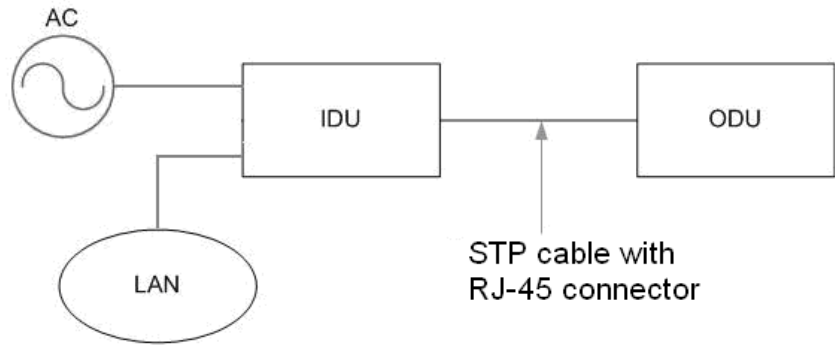 AC
IDU
ODU
LAN
STP cable with
RJ-45 connector